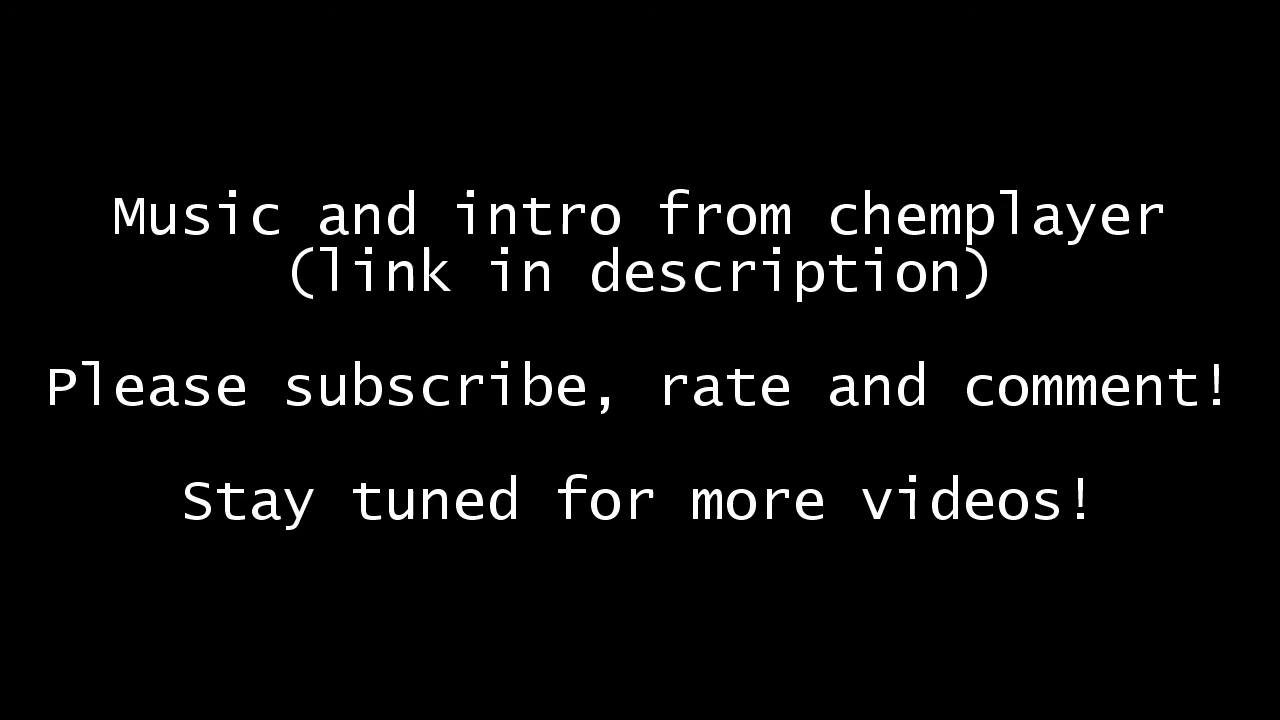 Music and intro from chemplayer
(link in description)
Please subscribe, rate and comment!
Stay tuned for more videos!